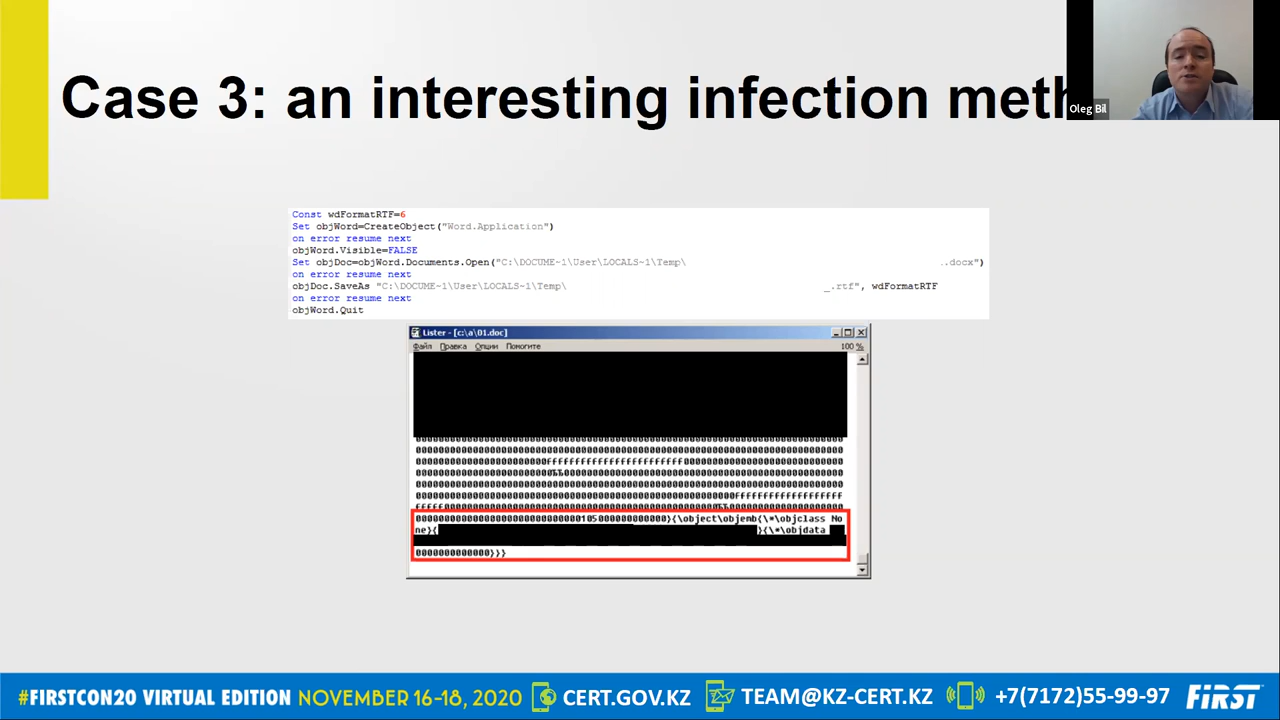 Case 3: an interesting infection meth
Oleg Bil
Const wdFormatRTF=6
Set objWord=CreateObject("Word.Application")
on error resume next
objWord.Visible=FALSE
Set objDoc=objWord.Documents.Open("C:\DOCUME~1\User\LOCALS~1\Temp\ ..docx")
on error resume next
objDoc.SaveAs "C:\DOCUME~1\User\LOCALS~1\Temp\ _.rtf", wdFormatRTF
on error resume next
objWord.Quit
Lister - [c:\a\01.doc]
Файл Правка Опции Помогите 100 %
}{\object\objemb{\*\objclass No
ne}{ }{\*\objdata
0000000000000}}}
#FIRSTCON20 VIRTUAL EDITION NOVEMBER 16-18, 2020 CERT.GOV.KZ TEAM@KZ-CERT.KZ +7(7172)55-99-97 FiRST